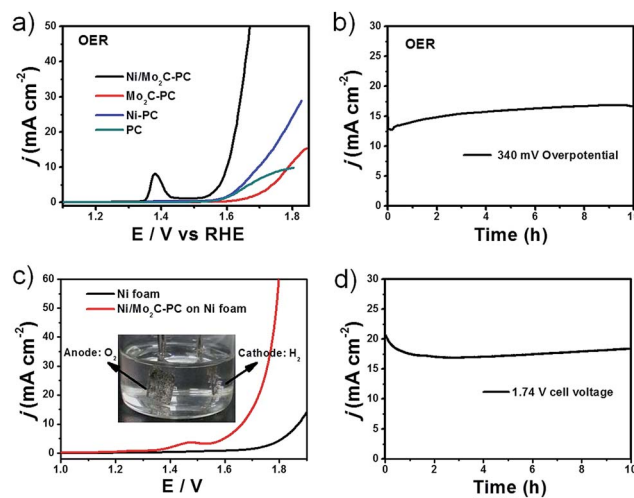 a)
OER
Ni/Mo₂C-PC
Mo₂C-PC
Ni-PC
PC
j (mA cm⁻²)
50
40
30
20
10
0
1.2
1.4
1.6
1.8
E / V vs RHE
b)
OER
340 mV Overpotential
j (mA cm⁻²)
30
25
20
15
10
5
0
0
2
4
6
8
10
Time (h)
c)
Ni foam
Ni/Mo₂C-PC on Ni foam
Anode: O₂
Cathode: H₂
j (mA cm⁻²)
60
50
40
30
20
10
0
1.0
1.2
1.4
1.6
1.8
E / V
d)
1.74 V cell voltage
j (mA cm⁻²)
30
25
20
15
10
5
0
0
2
4
6
8
10
Time (h)